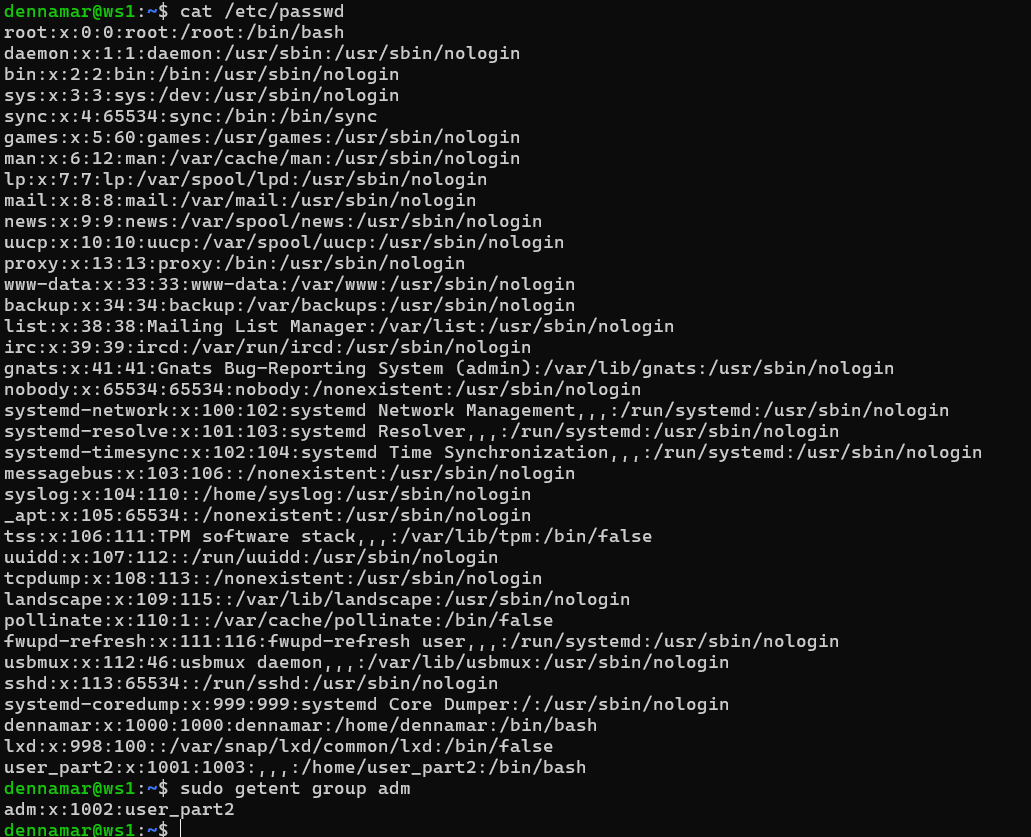 dennamar@ws1:~$ cat /etc/passwd
root:x:0:0:root:/root:/bin/bash
daemon:x:1:1:daemon:/usr/sbin:/usr/sbin/nologin
bin:x:2:2:bin:/bin:/usr/sbin/nologin
sys:x:3:3:sys:/dev:/usr/sbin/nologin
sync:x:4:65534:sync:/bin:/bin/sync
games:x:5:60:games:/usr/games:/usr/sbin/nologin
man:x:6:12:man:/var/cache/man:/usr/sbin/nologin
lp:x:7:7:lp:/var/spool/lpd:/usr/sbin/nologin
mail:x:8:8:mail:/var/mail:/usr/sbin/nologin
news:x:9:9:news:/var/spool/news:/usr/sbin/nologin
uucp:x:10:10:uucp:/var/spool/uucp:/usr/sbin/nologin
proxy:x:13:13:proxy:/bin:/usr/sbin/nologin
www-data:x:33:33:www-data:/var/www:/usr/sbin/nologin
backup:x:34:34:backup:/var/backups:/usr/sbin/nologin
list:x:38:38:Mailing List Manager:/var/list:/usr/sbin/nologin
irc:x:39:39:ircd:/var/run/ircd:/usr/sbin/nologin
gnats:x:41:41:Gnats Bug-Reporting System (admin):/var/lib/gnats:/usr/sbin/nologin
nobody:x:65534:65534:nobody:/nonexistent:/usr/sbin/nologin
systemd-network:x:100:102:systemd Network Management,,,:/run/systemd:/usr/sbin/nologin
systemd-resolve:x:101:103:systemd Resolver,,,:/run/systemd:/usr/sbin/nologin
systemd-timesync:x:102:104:systemd Time Synchronization,,,:/run/systemd:/usr/sbin/nologin
messagebus:x:103:106::/nonexistent:/usr/sbin/nologin
syslog:x:104:110::/home/syslog:/usr/sbin/nologin
_apt:x:105:65534::/nonexistent:/usr/sbin/nologin
tss:x:106:111:TPM software stack,,,:/var/lib/tpm:/bin/false
uuidd:x:107:112::/run/uuidd:/usr/sbin/nologin
tcpdump:x:108:113::/nonexistent:/usr/sbin/nologin
landscape:x:109:115::/var/lib/landscape:/usr/sbin/nologin
pollinate:x:110:1::/var/cache/pollinate:/bin/false
fwupd-refresh:x:111:116:fwupd-refresh user,,,:/run/systemd:/usr/sbin/nologin
usbmux:x:112:46:usbmux daemon,,,:/var/lib/usbmux:/usr/sbin/nologin
sshd:x:113:65534::/run/sshd:/usr/sbin/nologin
systemd-coredump:x:999:999:systemd Core Dumper:/:/usr/sbin/nologin
dennamar:x:1000:1000:dennamar:/home/dennamar:/bin/bash
lxd:x:998:100::/var/snap/lxd/common/lxd:/bin/false
user_part2:x:1001:1003:,,,:/home/user_part2:/bin/bash
dennamar@ws1:~$ sudo getent group adm
adm:x:1002:user_part2
dennamar@ws1:~$